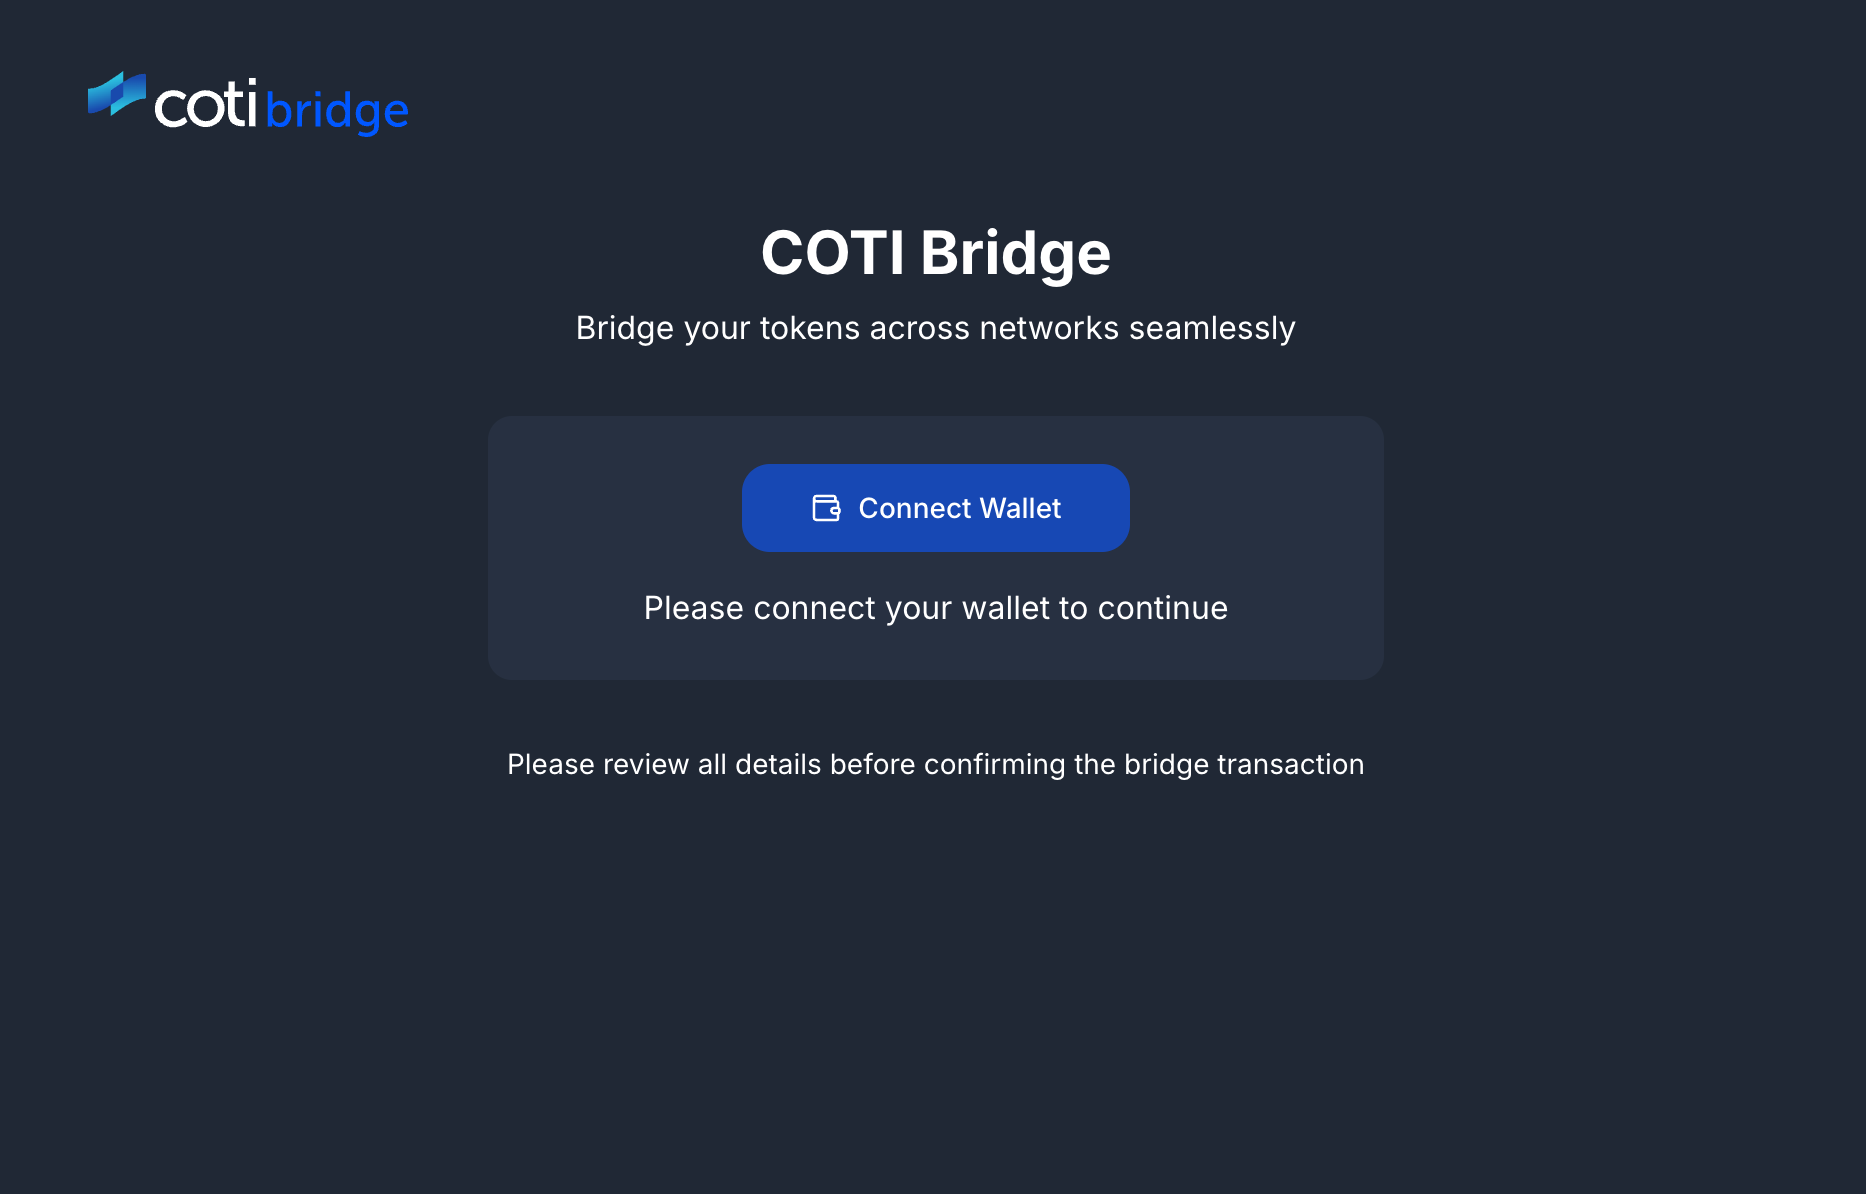 coti bridge
COTI Bridge
Bridge your tokens across networks seamlessly
Connect Wallet
Please connect your wallet to continue
Please review all details before confirming the bridge transaction